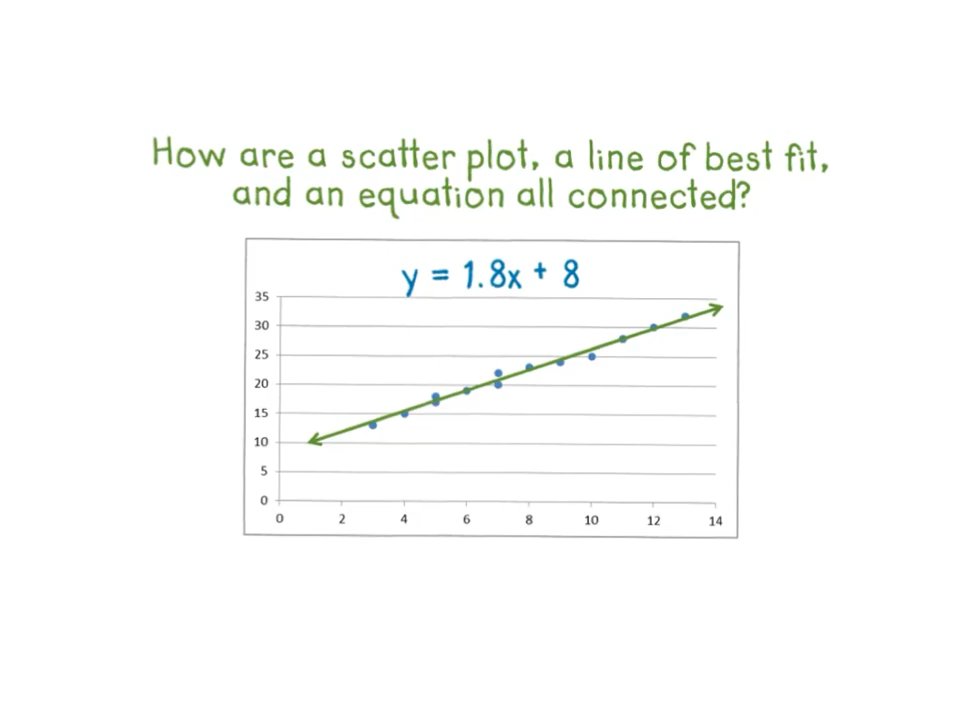 How are a scatter plot, a line of best fit,
and an equation all connected?
y = 1.8x + 8
35
30
25
20
15
10
5
0
0 2 4 6 8 10 12 14